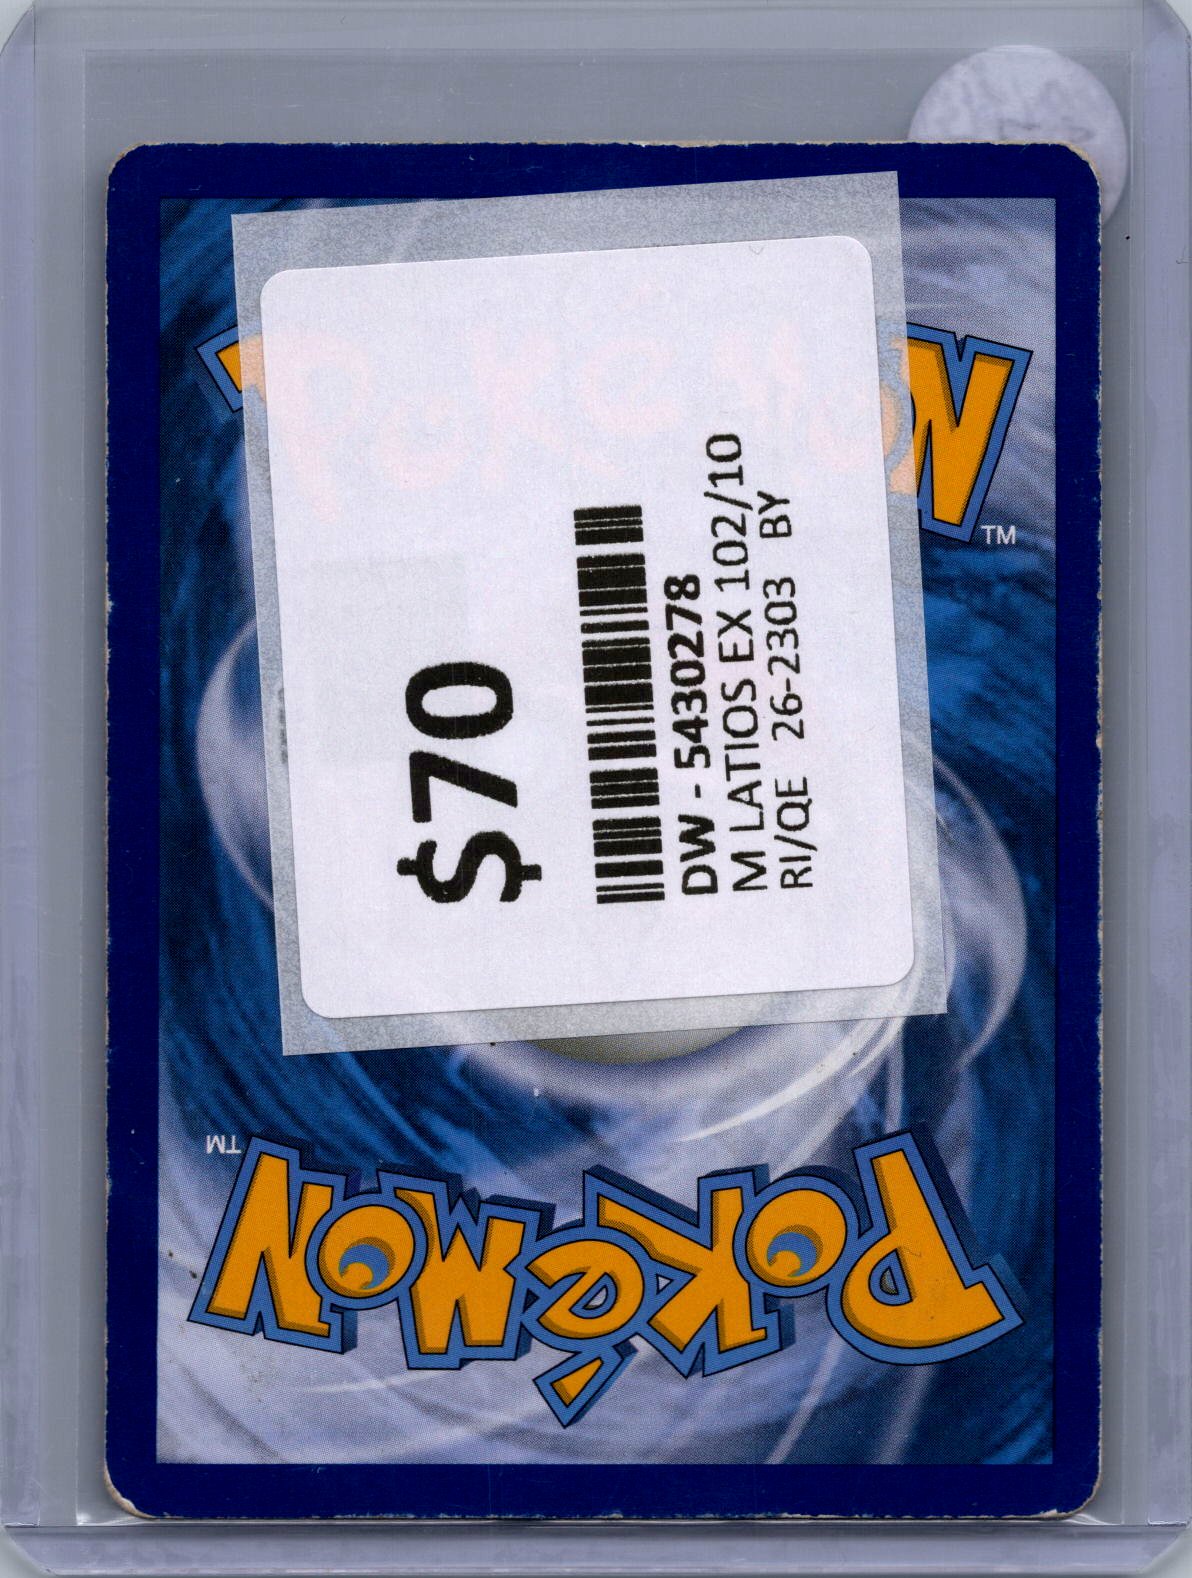 $70
DW - 5430278
M LATIOS EX 102/10
RI/QE 26-2303 BY
TM
TM
POKéMON